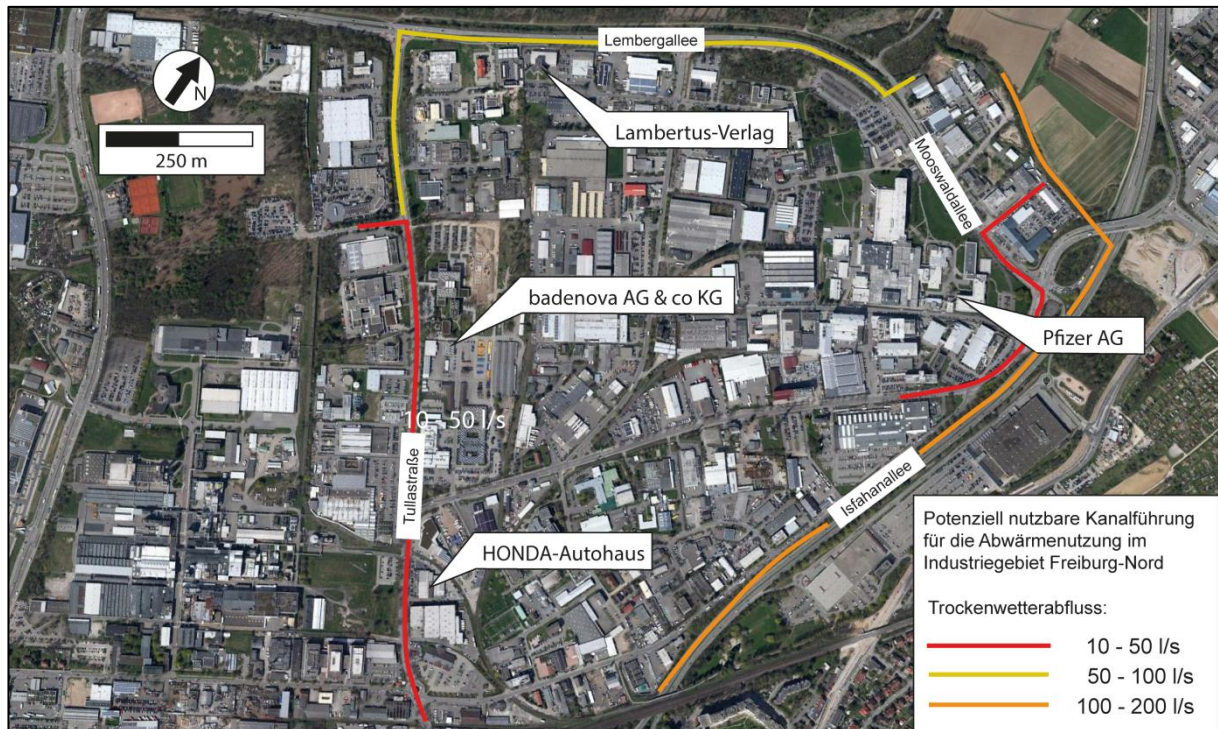 Lembergallee
N
250 m
Lambertus-Verlag
Mooswaldallee
badenova AG & co KG
Pfizer AG
10 - 50 l/s
Tullastraße
Isfahanallee
HONDA-Autohaus
Potenziell nutzbare Kanalführung
für die Abwärmenutzung im
Industriegebiet Freiburg-Nord
Trockenwetterabfluss:
10 - 50 l/s
50 - 100 l/s
100 - 200 l/s